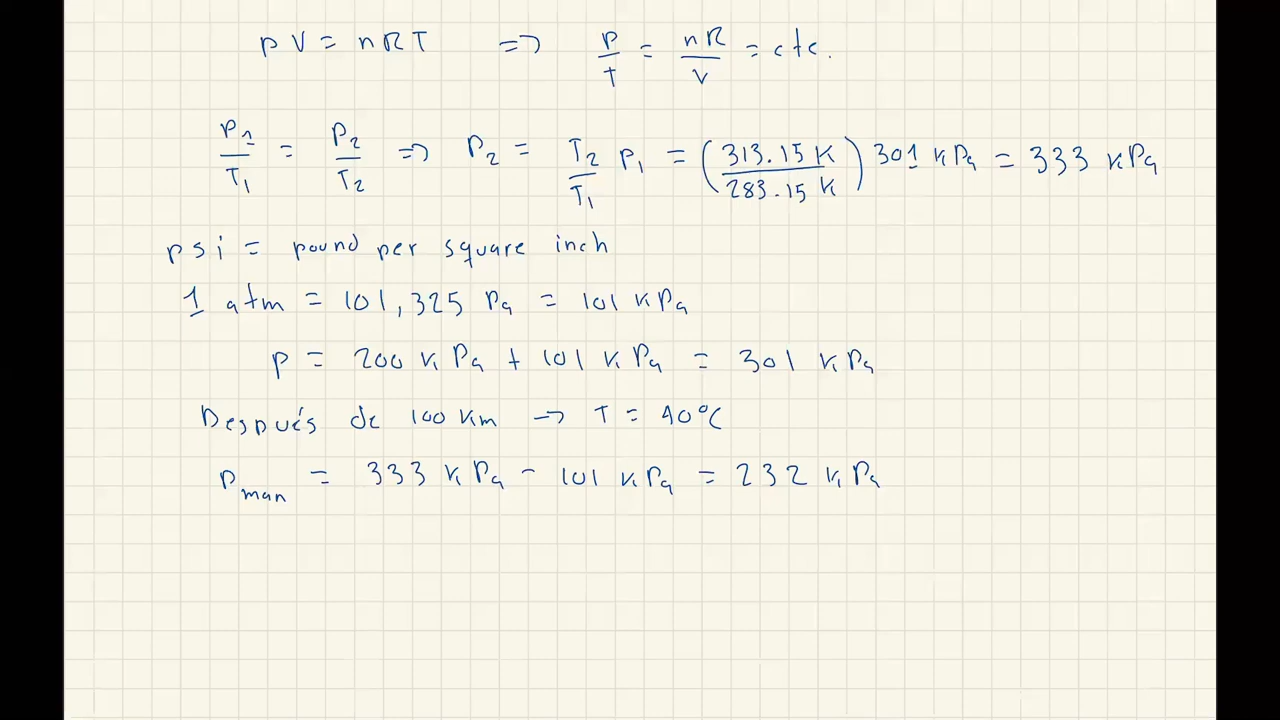 pV = nRT => p/T = nR/V = cte.
P1/T1 = P2/T2 => P2 = T2/T1 P1 = (313.15 K/283.15 K) 301 kPa = 333 kPa
psi = pound per square inch
1 atm = 101,325 Pa = 101 kPa
p = 200 kPa + 101 kPa = 301 kPa
Después de 100 km -> T = 40°C
Pman = 333 kPa - 101 kPa = 232 kPa